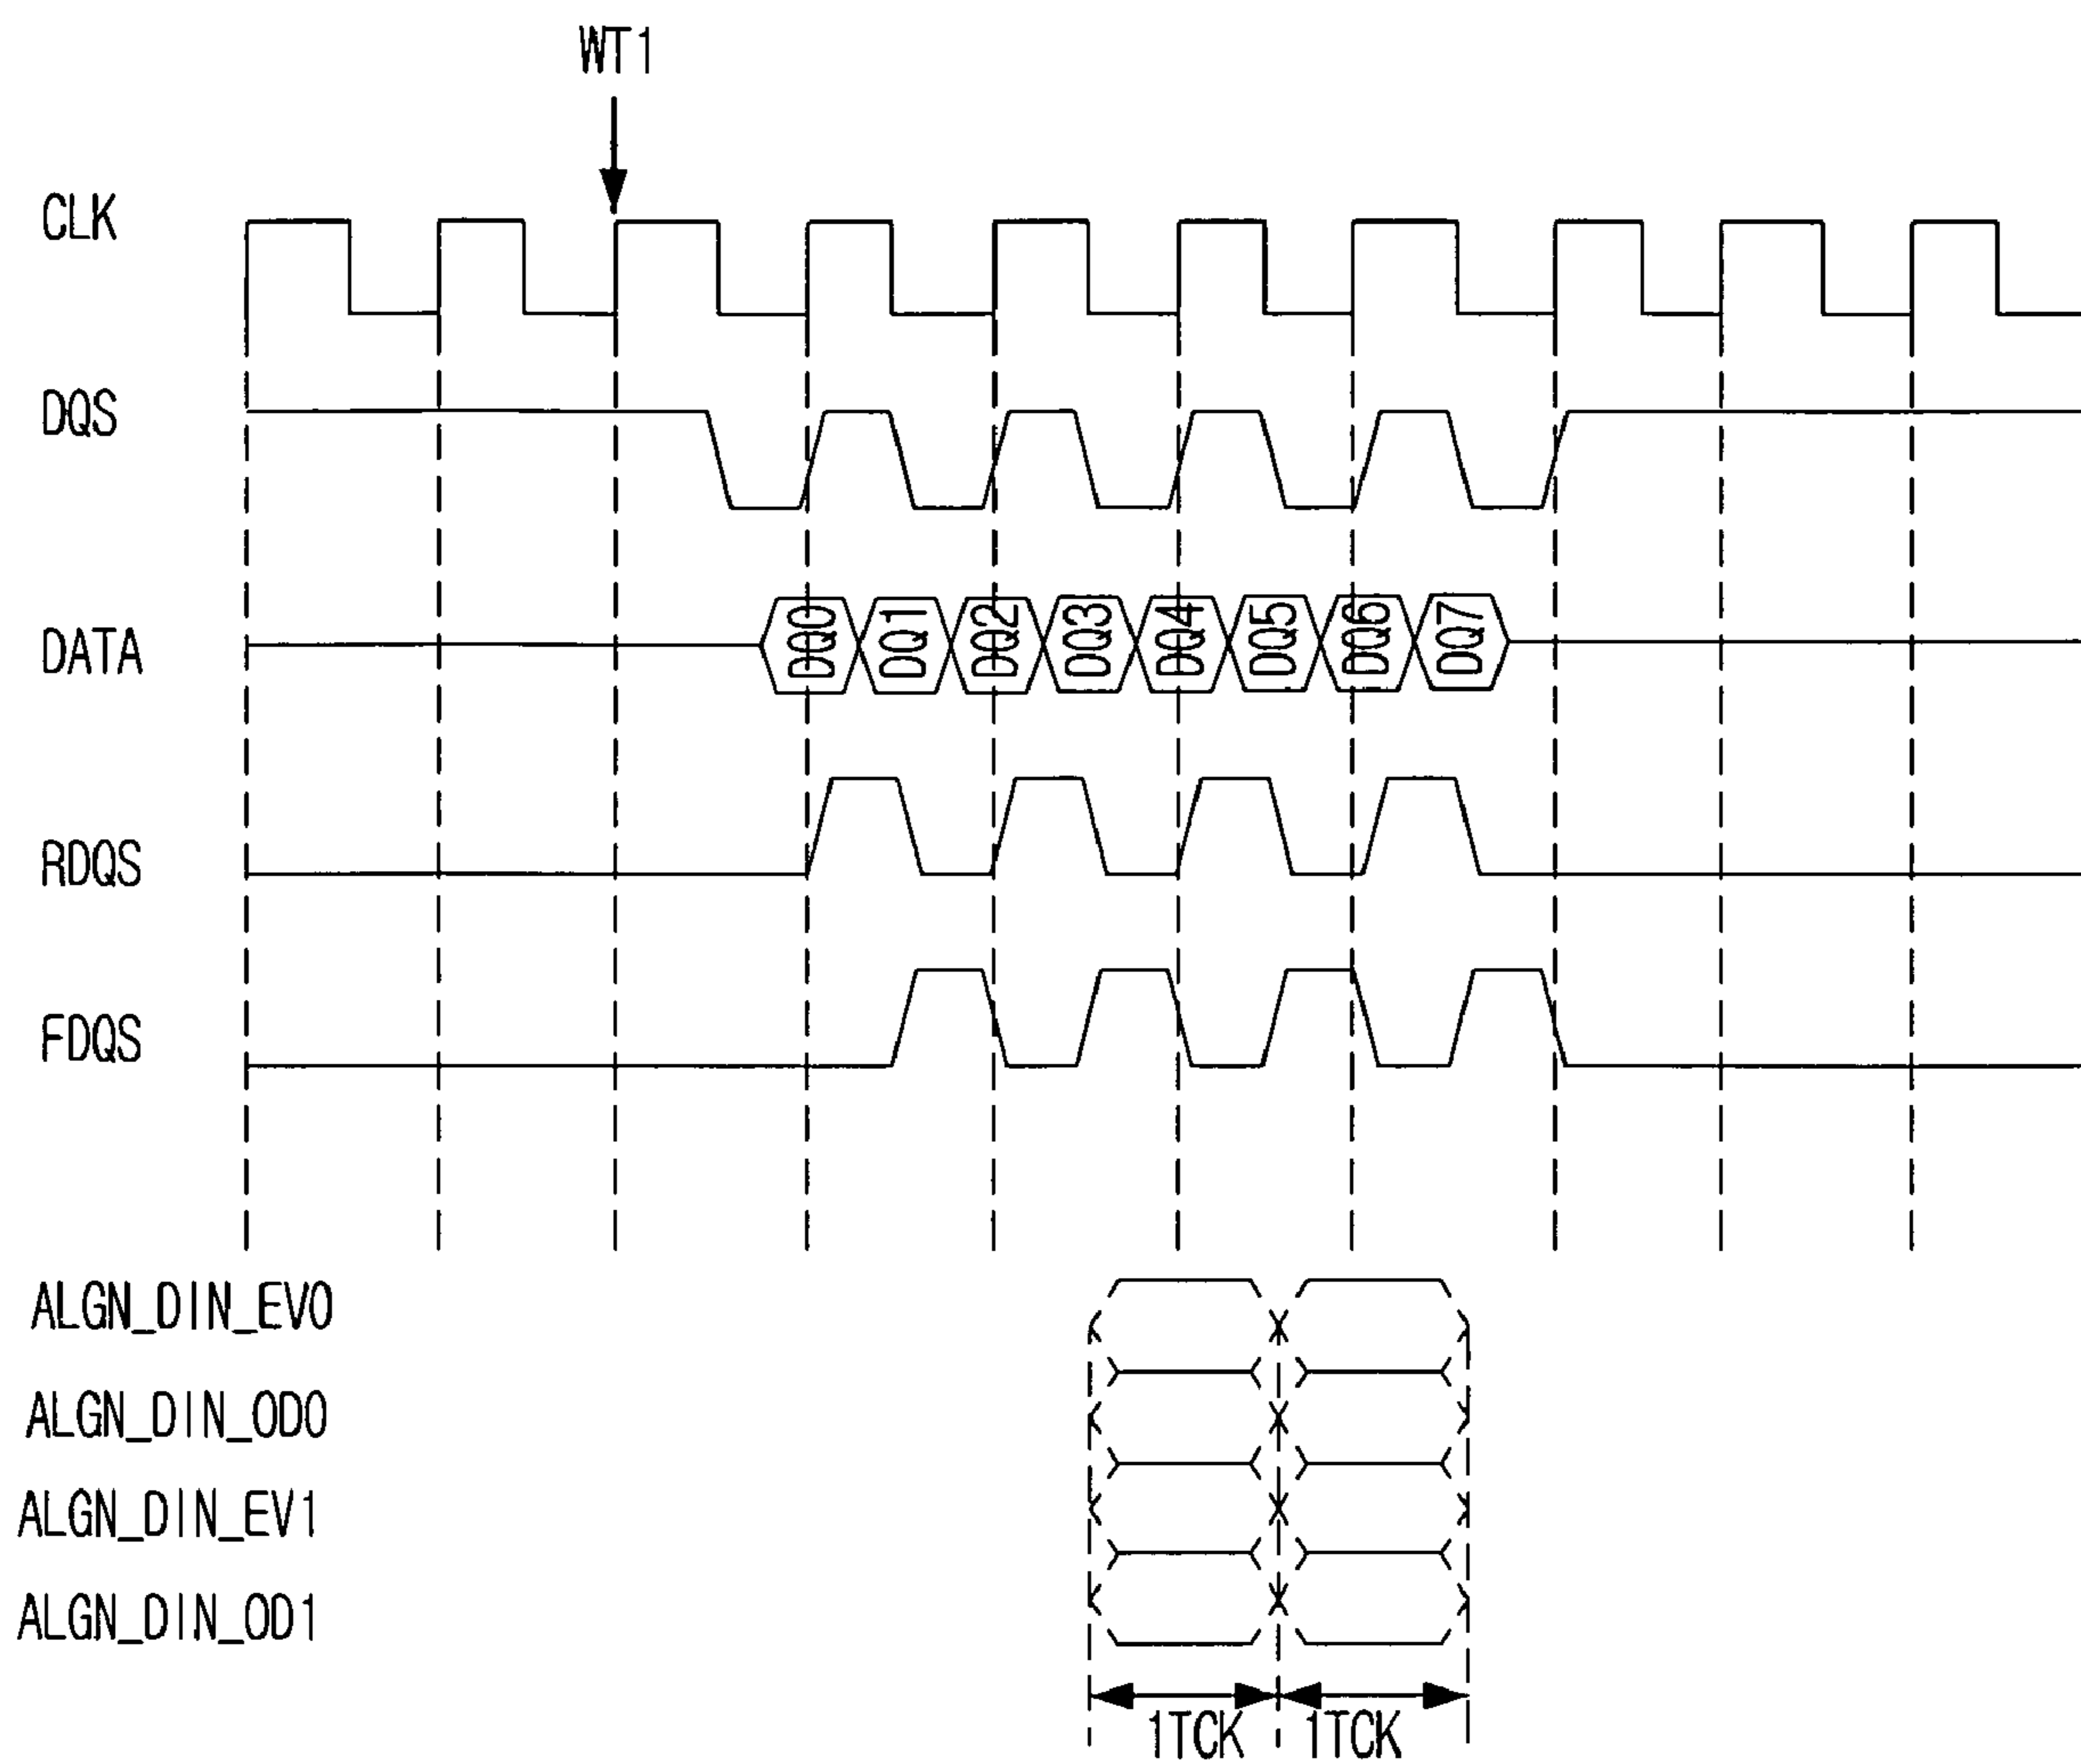 WT1
CLK
DQS
DATA
DQ0 DQ1 DQ2 DQ3 DQ4 DQ5 DQ6 DQ7
RDQS
FDQS
ALGN_DIN_EV0
ALGN_DIN_OD0
ALGN_DIN_EV1
ALGN_DIN_OD1
1TCK 1TCK